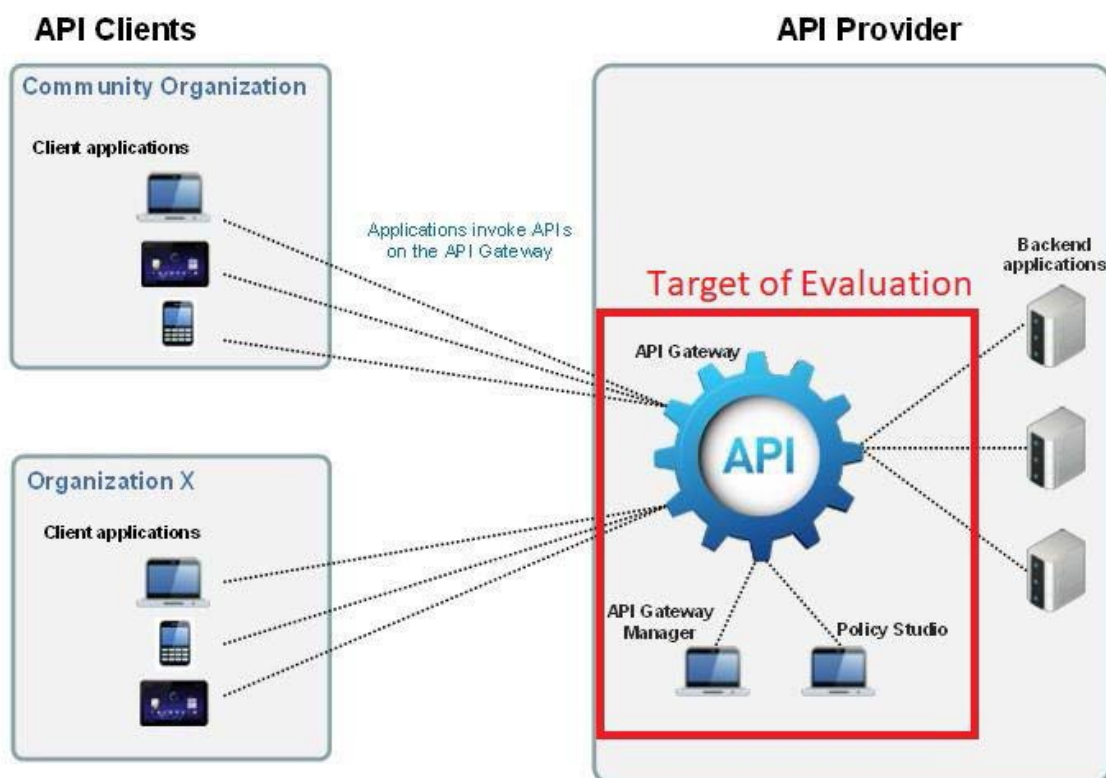 API Clients
API Provider
Community Organization
Client applications
Applications invoke APIs
on the API Gateway
Organization X
Client applications
Backend
applications
Target of Evaluation
API Gateway
API
API Gateway
Manager
Policy Studio